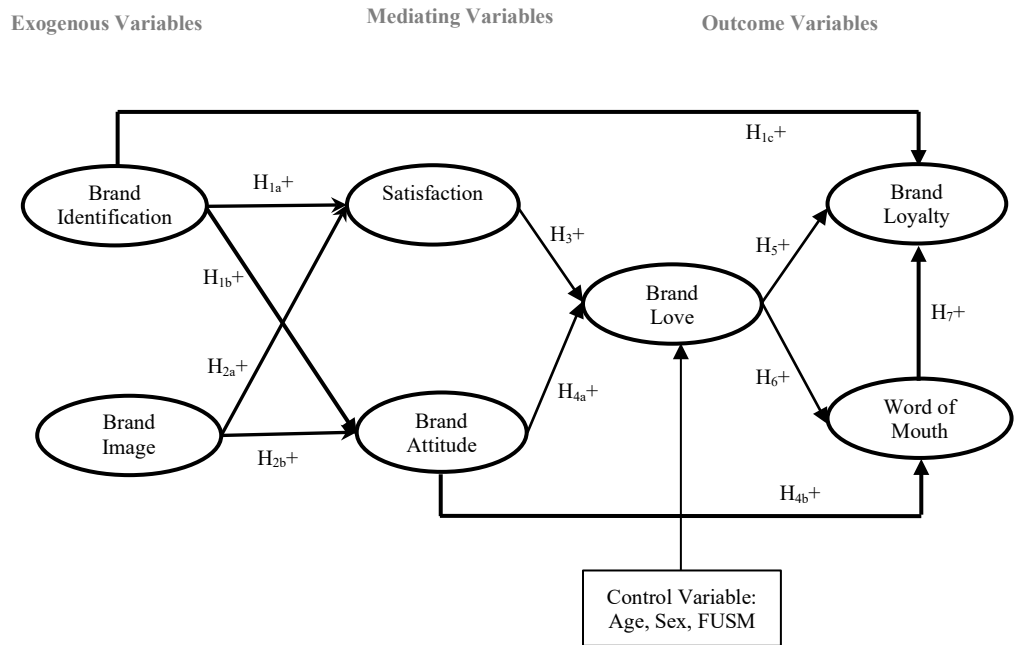 Exogenous Variables
Mediating Variables
Outcome Variables
H1c+
Brand
Identification
H1a+
Satisfaction
Brand
Loyalty
H3+
H5+
H1b+
Brand
Love
H7+
H2a+
H4a+
H6+
Brand
Image
H2b+
Brand
Attitude
Word of
Mouth
H4b+
Control Variable:
Age, Sex, FUSM